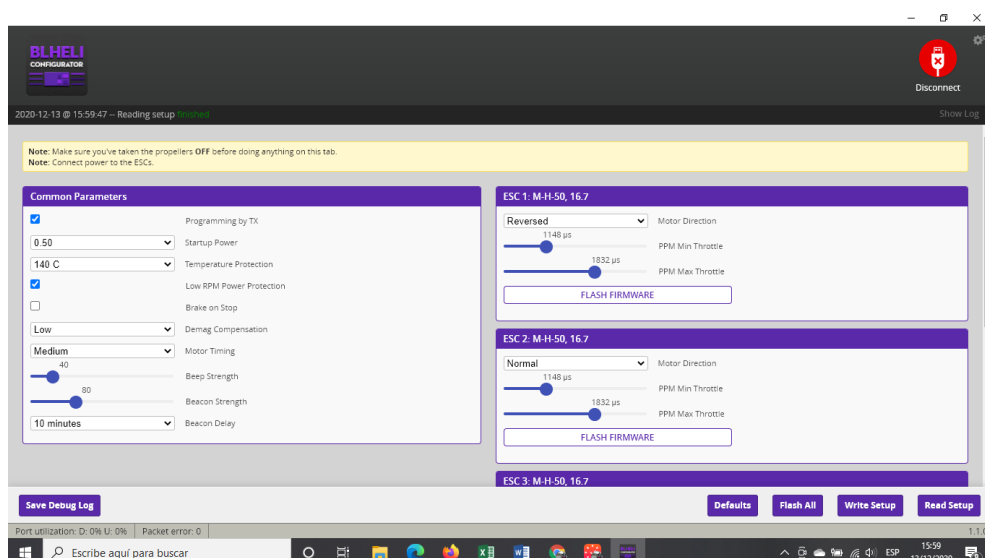 BLHELI
CONFIGURATOR
Disconnect
2020-12-13 @ 15:59:47 -- Reading setup finished
Show Log
Note: Make sure you've taken the propellers OFF before doing anything on this tab.
Note: Connect power to the ESCs.
Common Parameters
Programming by TX
0.50 Startup Power
140 C Temperature Protection
Low RPM Power Protection
Brake on Stop
Low Demag Compensation
Medium Motor Timing
40
Beep Strength
80
Beacon Strength
10 minutes Beacon Delay
ESC 1: M-H-50, 16.7
Reversed Motor Direction
1148 µs
PPM Min Throttle
1832 µs
PPM Max Throttle
FLASH FIRMWARE
ESC 2: M-H-50, 16.7
Normal Motor Direction
1148 µs
PPM Min Throttle
1832 µs
PPM Max Throttle
FLASH FIRMWARE
ESC 3: M-H-50, 16.7
Save Debug Log
Defaults Flash All Write Setup Read Setup
Port utilization: D: 0% U: 0% Packet error: 0
1.1.0
Escribe aquí para buscar
ESP
15:59